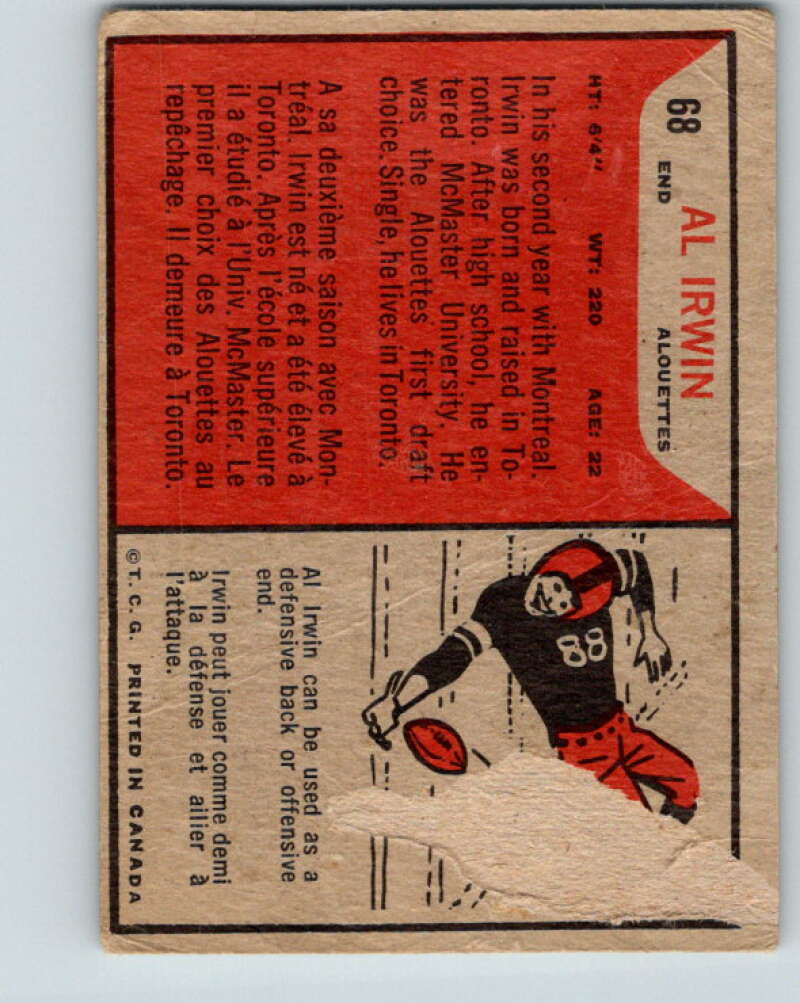 68
AL IRWIN
END ALOUETTES
HT: 6'4" WT: 220 AGE: 22
In his second year with Montreal.
Irwin was born and raised in To-
ronto. After high school, he en-
tered McMaster University. He
was the Alouettes' first draft
choice. Single, he lives in Toronto.
A sa deuxième saison avec Mon-
tréal. Irwin est né et a été élevé à
Toronto. Après l'école supérieure
il a étudié à l'Univ. McMaster. Le
premier choix des Alouettes au
repêchage. Il demeure à Toronto.
88
Al Irwin can be used as a
defensive back or offensive
end.
Irwin peut jouer comme demi
à la défense et ailier à
l'attaque.
© T. C. G. PRINTED IN CANADA